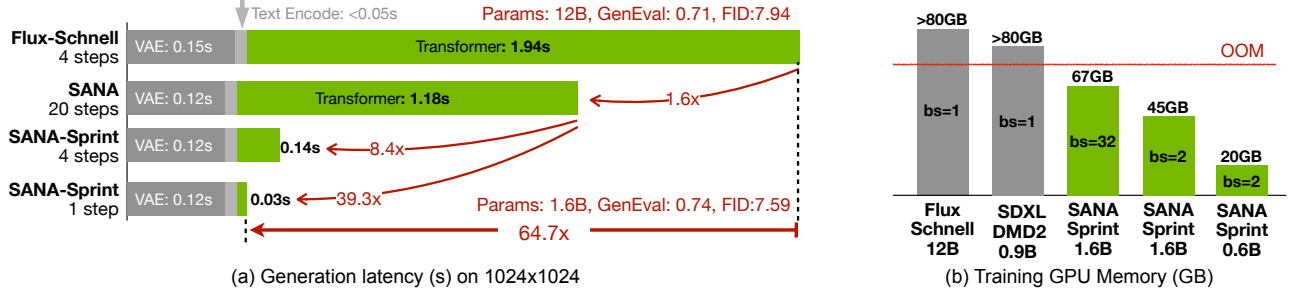 Text Encode: <0.05s
Params: 12B, GenEval: 0.71, FID:7.94
Flux-Schnell
4 steps
VAE: 0.15s
Transformer: 1.94s
SANA
20 steps
VAE: 0.12s
Transformer: 1.18s
1.6x
SANA-Sprint
4 steps
VAE: 0.12s
0.14s
8.4x
SANA-Sprint
1 step
VAE: 0.12s
0.03s
39.3x
Params: 1.6B, GenEval: 0.74, FID:7.59
64.7x
(a) Generation latency (s) on 1024x1024
>80GB
>80GB
OOM
67GB
45GB
20GB
bs=1
bs=1
bs=32
bs=2
bs=2
Flux
Schnell
12B
SDXL
DMD2
0.9B
SANA
Sprint
1.6B
SANA
Sprint
1.6B
SANA
Sprint
0.6B
(b) Training GPU Memory (GB)